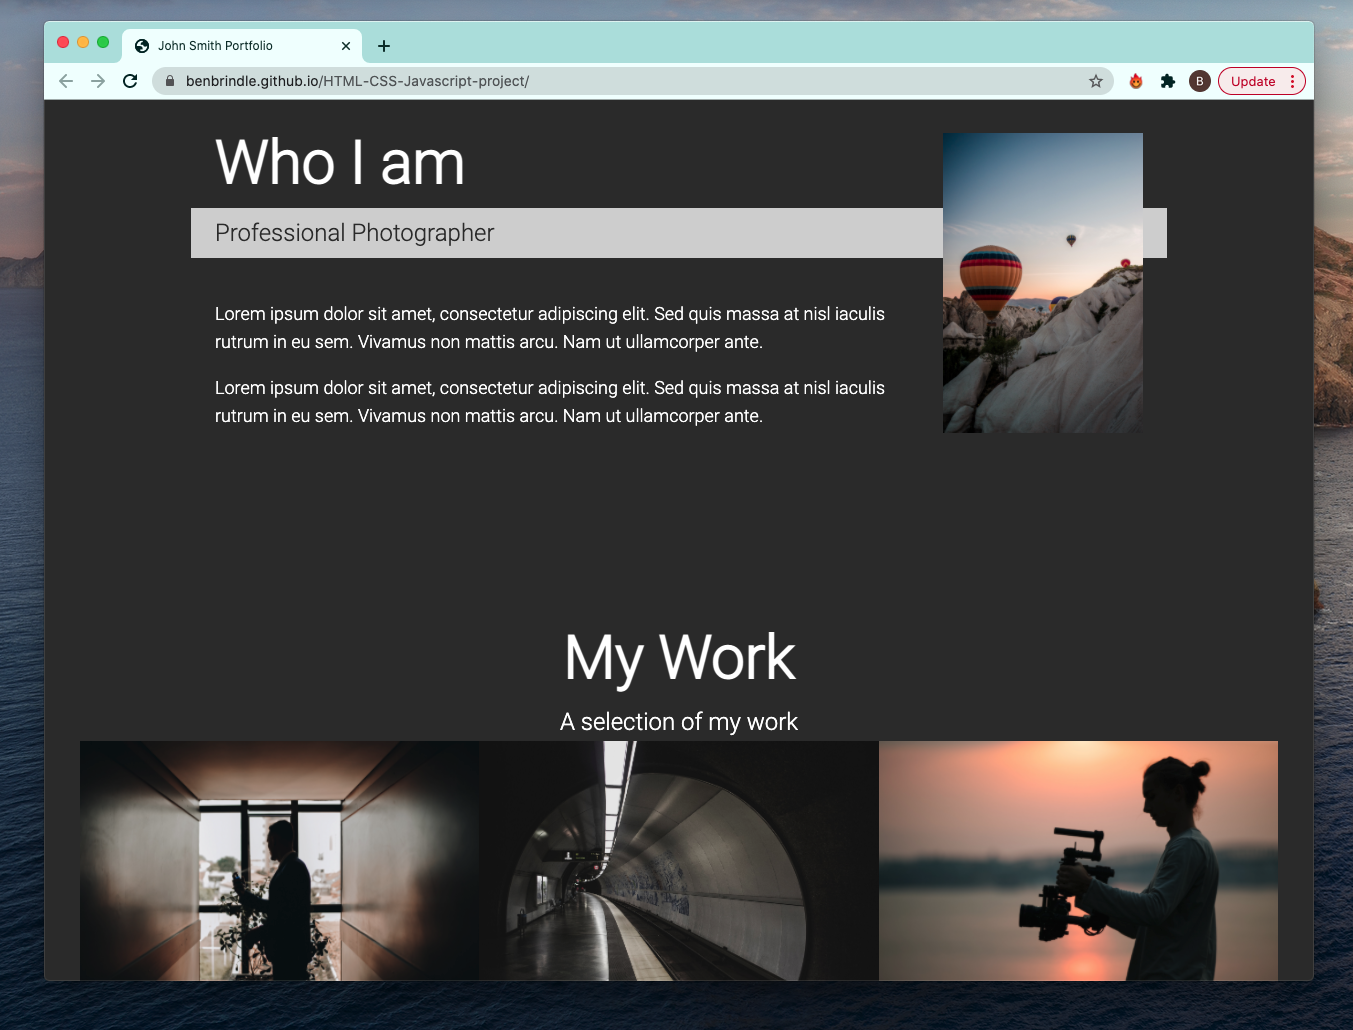 John Smith Portfolio
benbrindle.github.io/HTML-CSS-Javascript-project/
B
Update
Who I am
Professional Photographer
Lorem ipsum dolor sit amet, consectetur adipiscing elit. Sed quis massa at nisl iaculis
rutrum in eu sem. Vivamus non mattis arcu. Nam ut ullamcorper ante.
Lorem ipsum dolor sit amet, consectetur adipiscing elit. Sed quis massa at nisl iaculis
rutrum in eu sem. Vivamus non mattis arcu. Nam ut ullamcorper ante.
My Work
A selection of my work